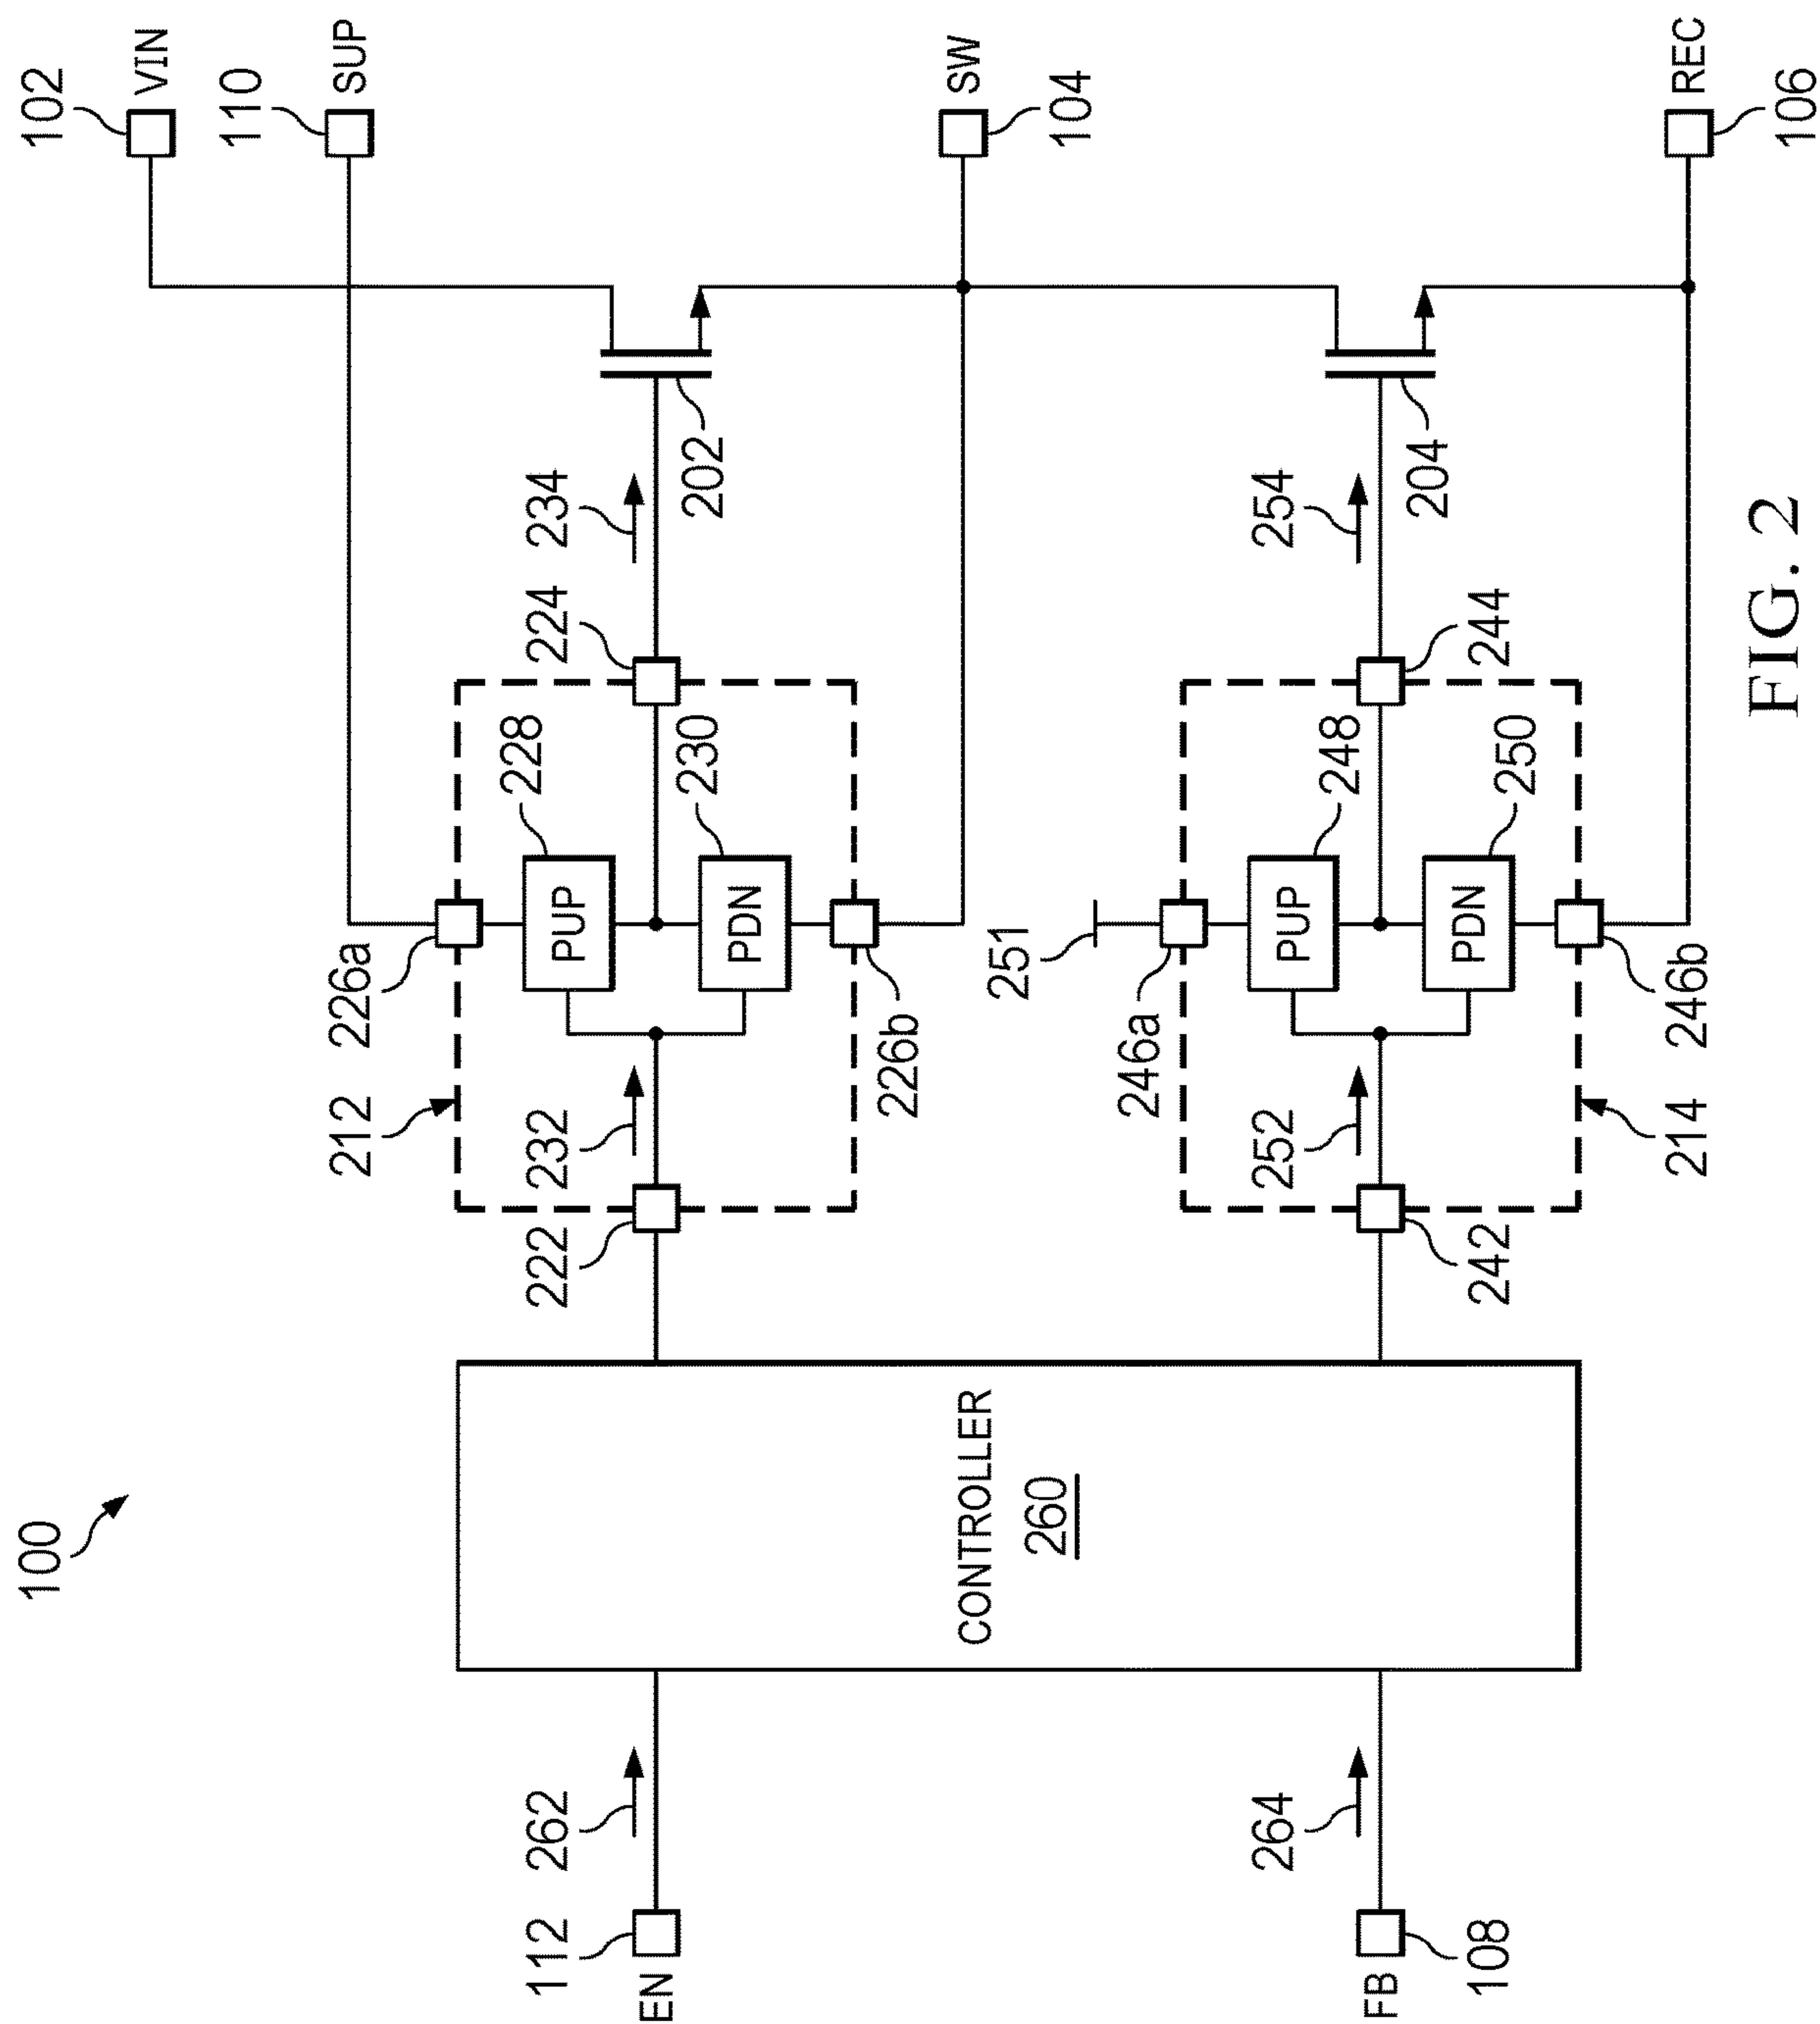 100
102
VIN
110
SUP
212
226a
228
222
232
224
234
202
230
226b
PUP
PDN
SW
104
112
EN
262
CONTROLLER
260
251
246a
248
242
252
244
254
204
250
246b
214
PUP
PDN
264
FB
108
REC
106
FIG. 2